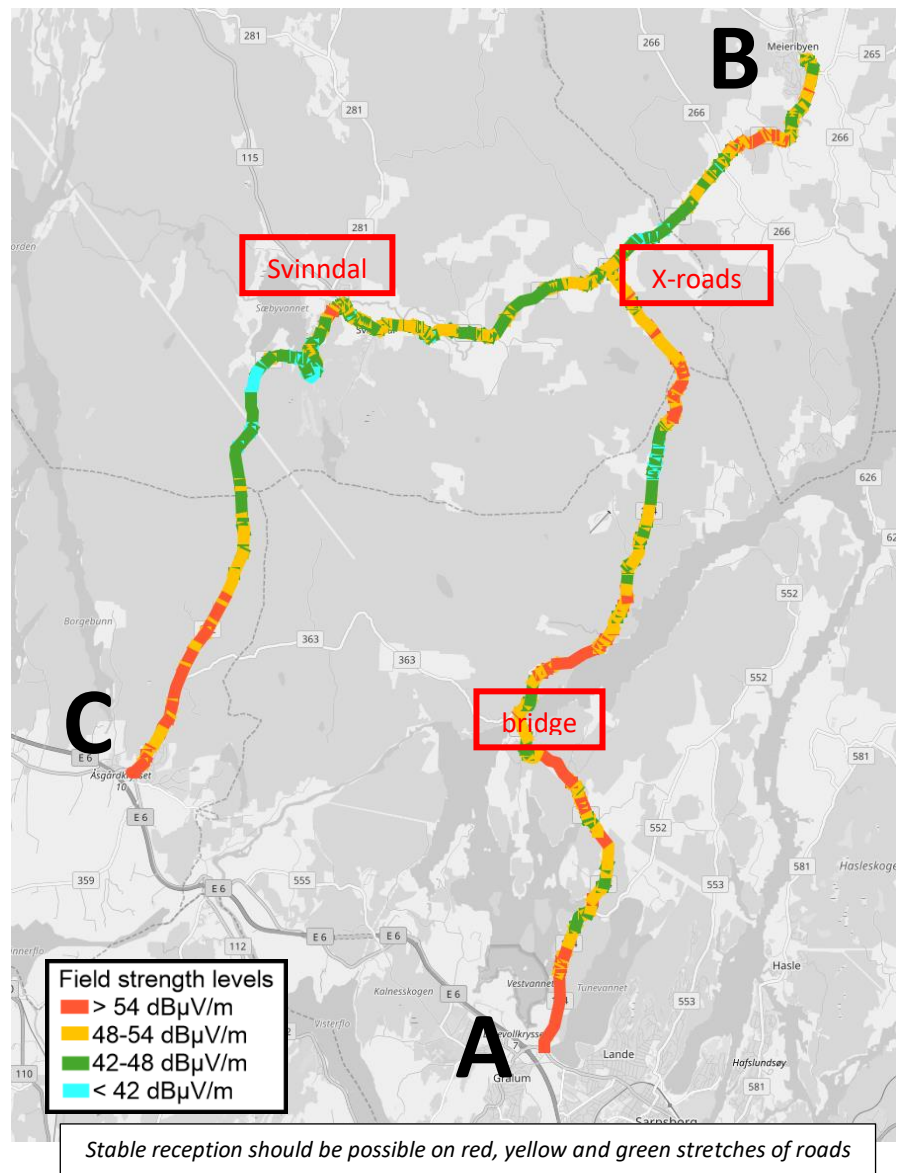 281
266
B
Meieribyen
265
281
115
266
266
281
Svinndal
X-roads
Sæbyvannet
626
552
Borgebunn
363
363
552
bridge
C
E 6
Åsgårdkrysset
10
581
E 6
552
581
Hasleskoge
359
555
553
E 6
E 6
E 6
112
Hasle
Kalnesskogen
E 6
Vestvannet
Tunevannet
553
Visterflo
Field strength levels
> 54 dBµV/m
48-54 dBµV/m
42-48 dBµV/m
< 42 dBµV/m
A
7
Lande
Hafslundsøy
Grålum
581
110
Sarpsborg
Stable reception should be possible on red, yellow and green stretches of roads